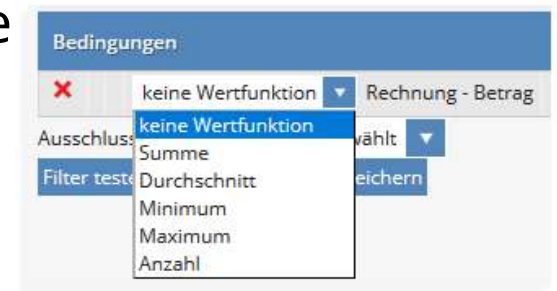 e
Bedingungen
keine Wertfunktion Rechnung - Betrag
keine Wertfunktion
Summe
Durchschnitt
Minimum
Maximum
Anzahl